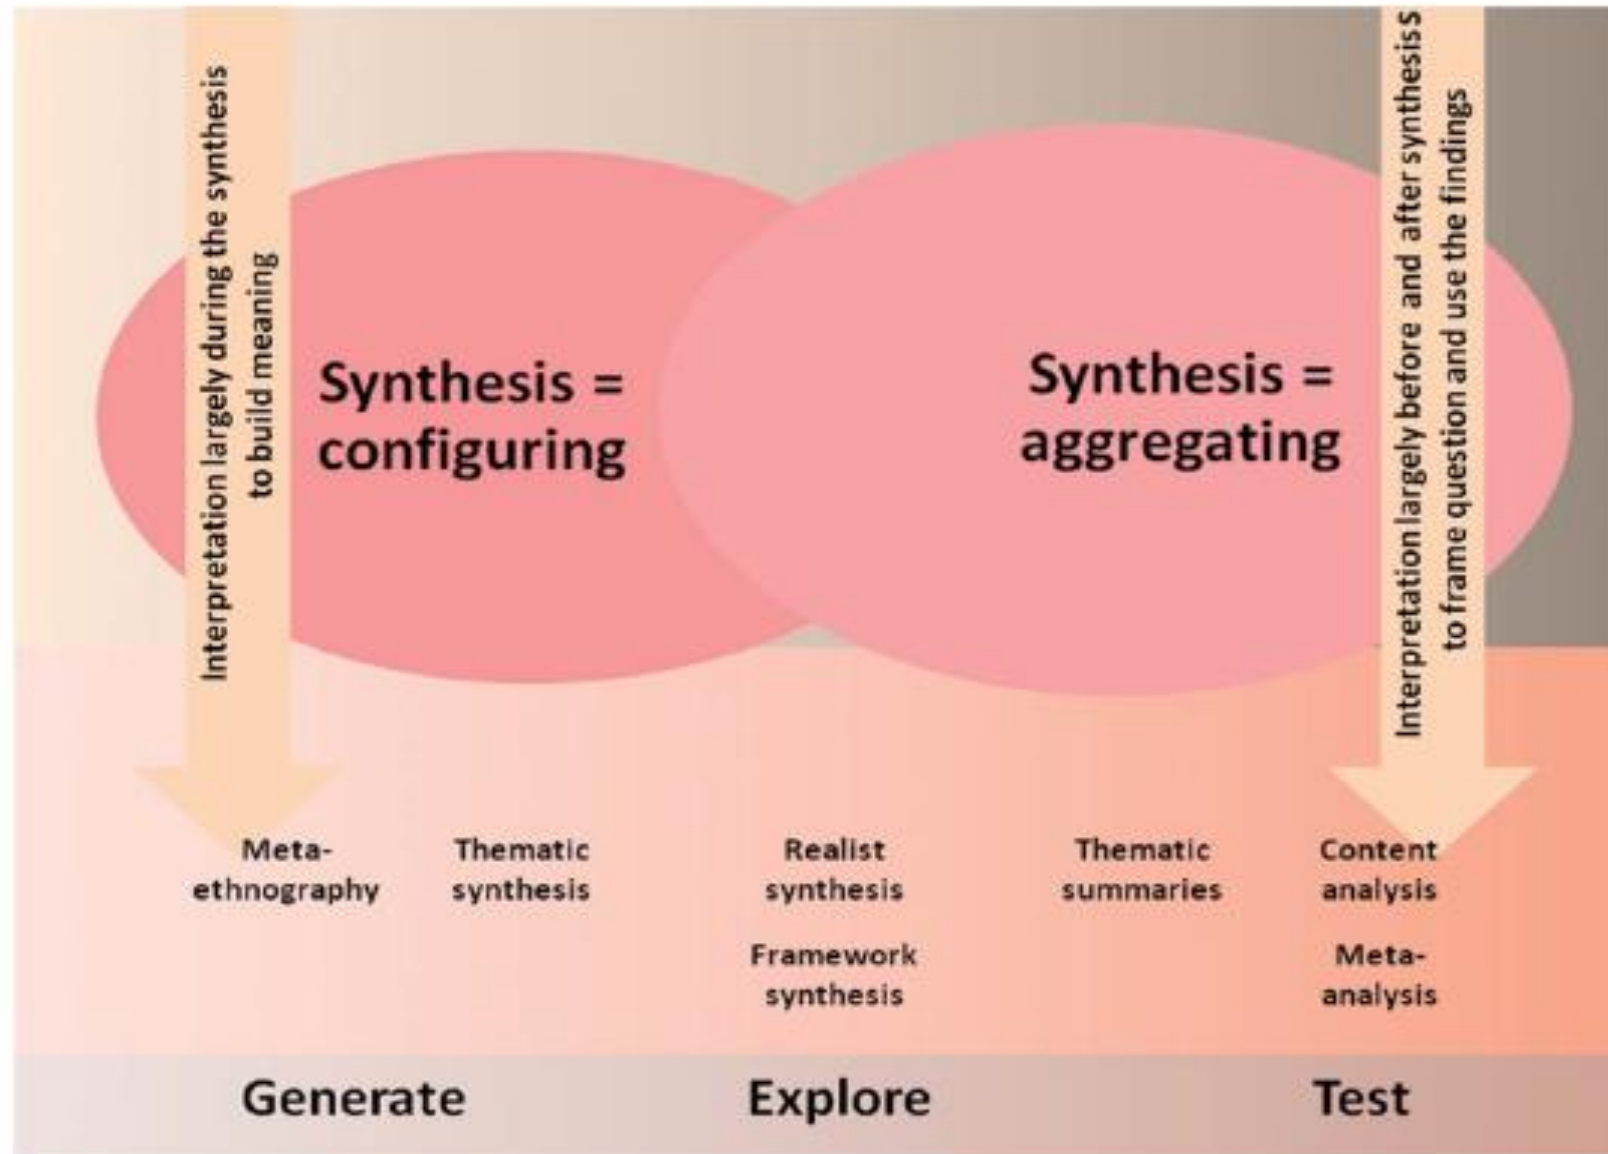 Interpretation largely during the synthesis
to build meaning
Synthesis =
configuring
Synthesis =
aggregating
Interpretation largely before and after synthesisS
to frame question and use the findings
Meta-
ethnography
Thematic
synthesis
Realist
synthesis
Framework
synthesis
Thematic
summaries
Content
analysis
Meta-
analysis
Generate
Explore
Test